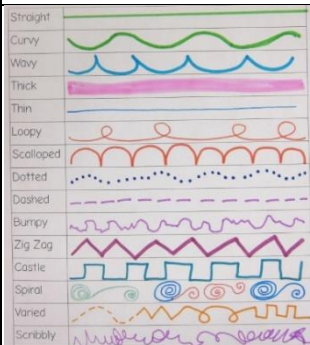 Straight
Curvy
Wavy
Thick
Thin
Loopy
Scalloped
Dotted
Dashed
Bumpy
Zig Zag
Castle
Spiral
Varied
Scribbly